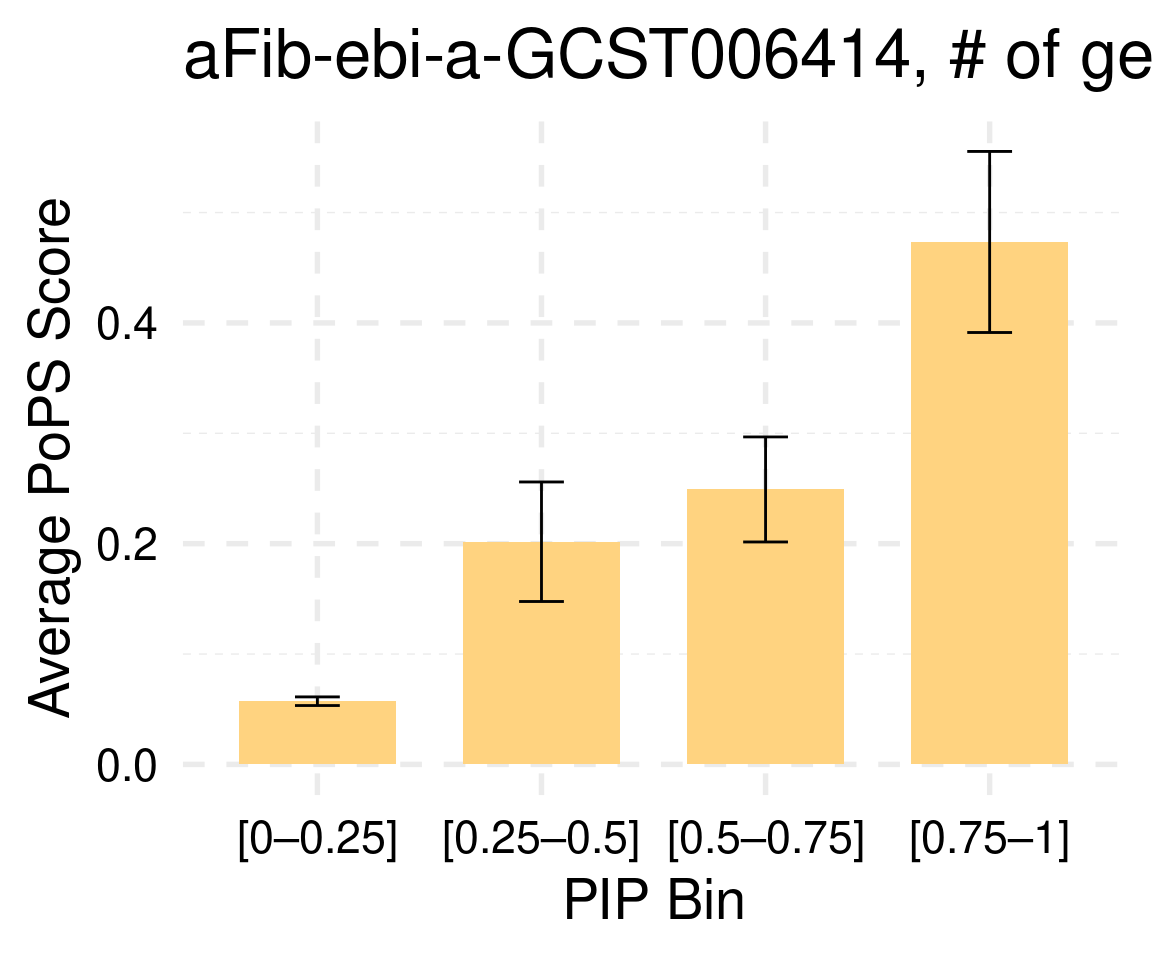 aFib-ebi-a-GCST006414, # of ge
Average PoPS Score
0.4
0.2
0.0
[0–0.25] [0.25–0.5] [0.5–0.75] [0.75–1]
PIP Bin